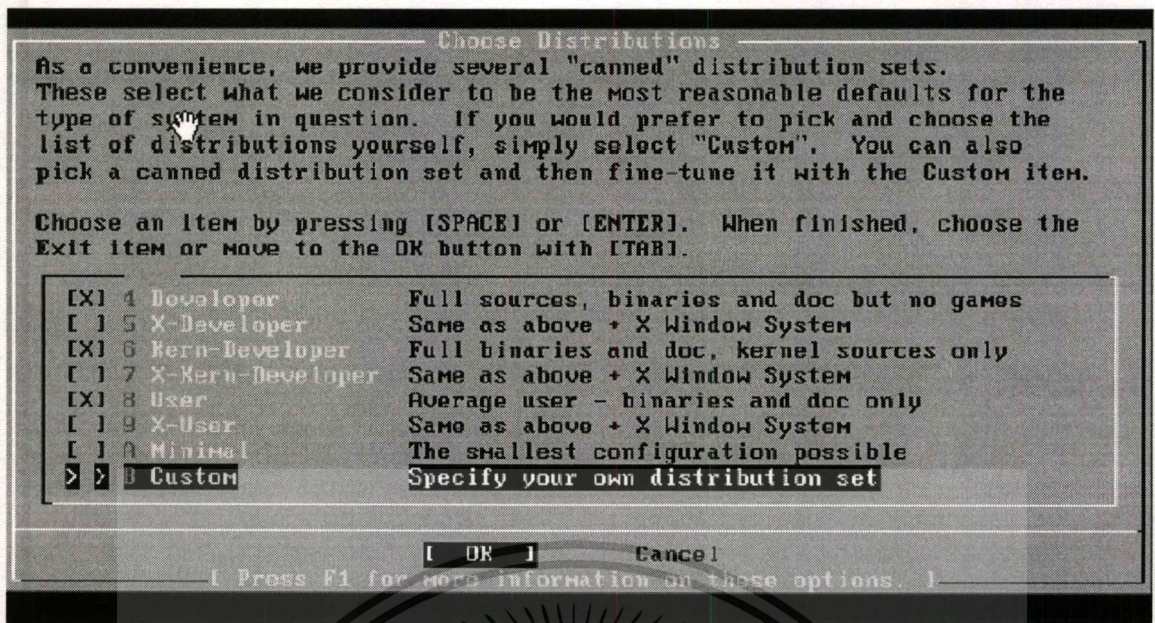 Choose Distributions
As a convenience, we provide several "canned" distribution sets.
These select what we consider to be the most reasonable defaults for the
type of system in question.  If you would prefer to pick and choose the
list of distributions yourself, simply select "Custom".  You can also
pick a canned distribution set and then fine-tune it with the Custom item.
Choose an item by pressing [SPACE] or [ENTER].  When finished, choose the
Exit item or move to the OK button with [TAB].
[X] 4 Developer Full sources, binaries and doc but no games
[ ] 5 X-Developer Same as above + X Window System
[X] 6 Kern-Developer Full binaries and doc, kernel sources only
[ ] 7 X-Kern-Developer Same as above + X Window System
[X] 8 User Average user - binaries and doc only
[ ] 9 X-User Same as above + X Window System
[ ] A Minimal The smallest configuration possible
> > B Custom Specify your own distribution set
[ OK ] Cancel
[ Press F1 for more information on these options. ]